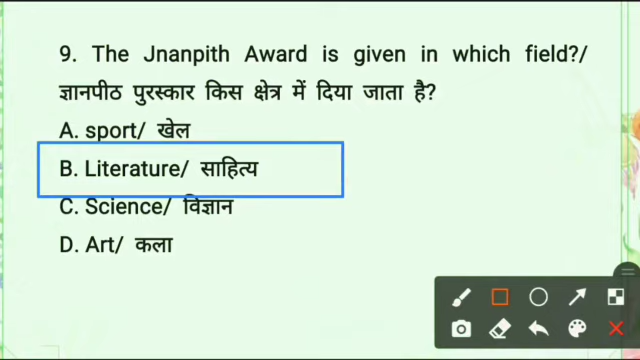 9. The Jnanpith Award is given in which field?/
ज्ञानपीठ पुरस्कार किस क्षेत्र में दिया जाता है?
A. sport/ खेल
B. Literature/ साहित्य
C. Science/ विज्ञान
D. Art/ कला